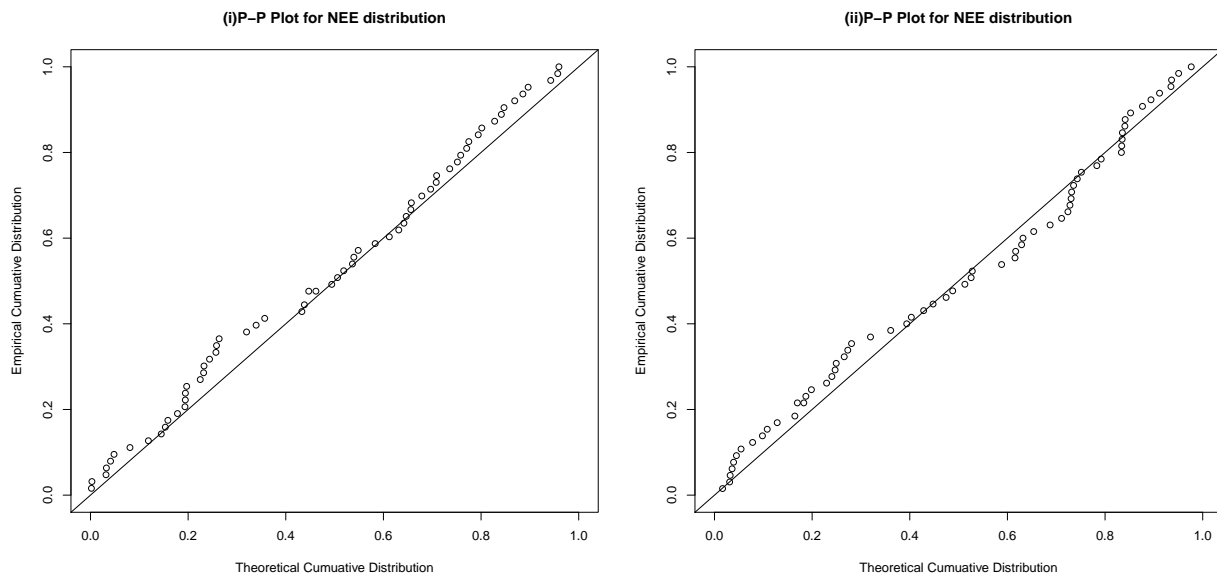 (i)P−P Plot for NEE distribution
Empirical Cumuative Distribution
1.0
0.8
0.6
0.4
0.2
0.0
0.0 0.2 0.4 0.6 0.8 1.0
Theoretical Cumuative Distribution
(ii)P−P Plot for NEE distribution
Empirical Cumuative Distribution
1.0
0.8
0.6
0.4
0.2
0.0
0.0 0.2 0.4 0.6 0.8 1.0
Theoretical Cumuative Distribution